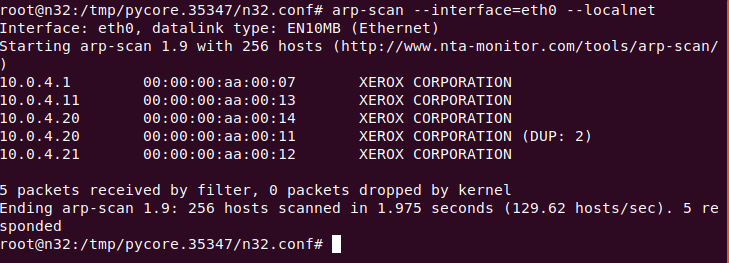 root@n32:/tmp/pycore.35347/n32.conf# arp-scan --interface=eth0 --localnet
Interface: eth0, datalink type: EN10MB (Ethernet)
Starting arp-scan 1.9 with 256 hosts (http://www.nta-monitor.com/tools/arp-scan/
)
10.0.4.1 00:00:00:aa:00:07 XEROX CORPORATION
10.0.4.11 00:00:00:aa:00:13 XEROX CORPORATION
10.0.4.20 00:00:00:aa:00:14 XEROX CORPORATION
10.0.4.20 00:00:00:aa:00:11 XEROX CORPORATION (DUP: 2)
10.0.4.21 00:00:00:aa:00:12 XEROX CORPORATION
5 packets received by filter, 0 packets dropped by kernel
Ending arp-scan 1.9: 256 hosts scanned in 1.975 seconds (129.62 hosts/sec). 5 re
sponded
root@n32:/tmp/pycore.35347/n32.conf#